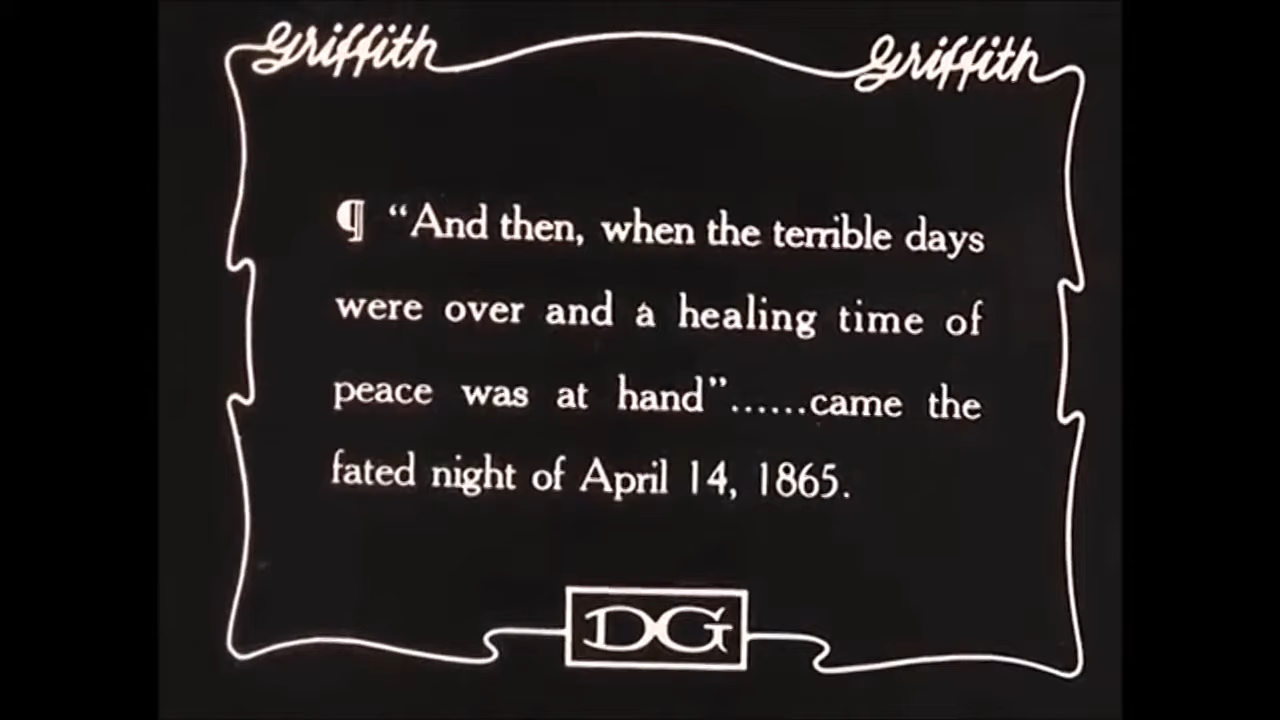 Griffith Griffith
¶ “And then, when the terrible days
were over and a healing time of
peace was at hand”......came the
fated night of April 14, 1865.
DG